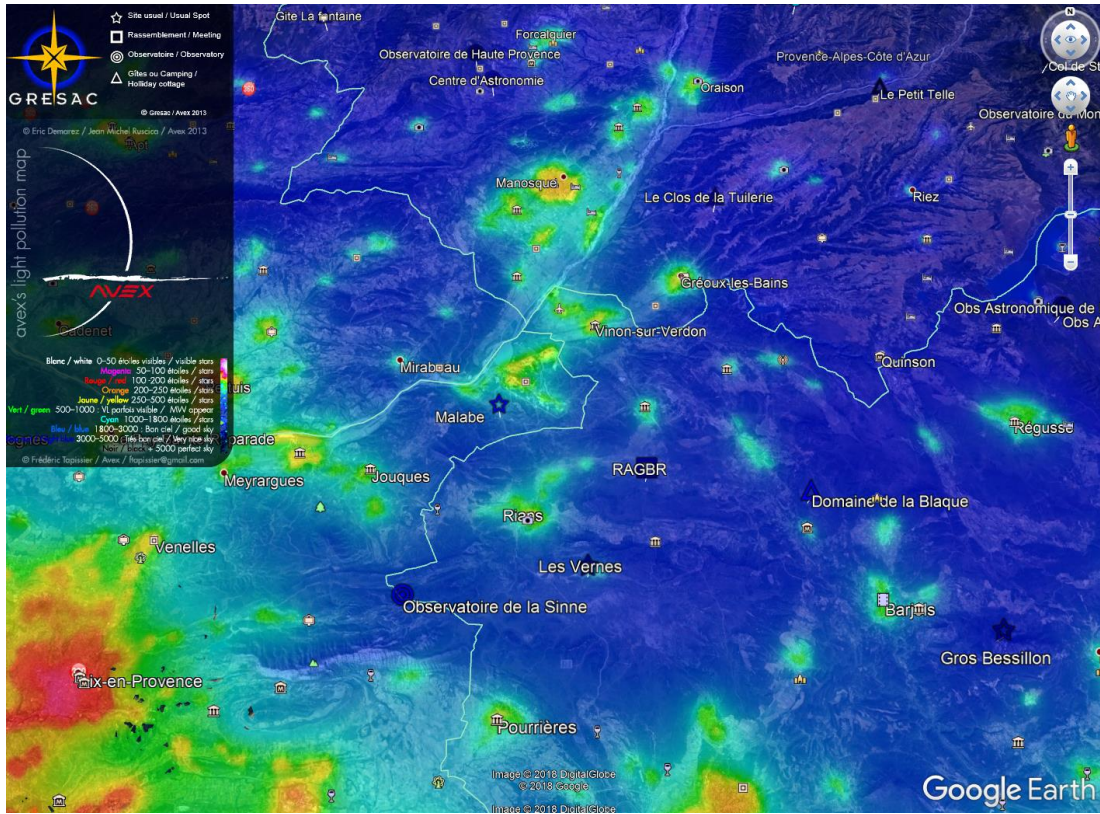 Site usuel / Usual Spot
Rassemblement / Meeting
Observatoire / Observatory
Gîtes ou Camping /
Holliday cottage
GRESAC
© Gresac / Avex 2013
© Eric Demarez / Jean Michel Ruscica / Avex 2013
avex's light pollution map
AVEX
Blanc / white 0-50 étoiles visibles / visible stars
Magenta 50-100 étoiles / stars
Rouge / red 100-200 étoiles / stars
Orange 200-250 étoiles / stars
Jaune / yellow 250-500 étoiles / stars
Vert / green 500-1000 : VL parfois visible / MW appear
Cyan 1000-1800 étoiles / stars
Bleu / blue 1800-3000 : Bon ciel / good sky
3000-5000 Très bon ciel / Very nice sky
Noir / black + 5000 perfect sky
© Frédéric Tapissier / Avex / ftapissier@gmail.com
Gite La fontaine
Forcalquier
Observatoire de Haute Provence
Centre d'Astronomie
Provence-Alpes-Côte d'Azur
N
Col de St
Oraison
Le Petit Telle
Observatoire du Mon
Apt
Manosque
Le Clos de la Tuilerie
Riez
Gréoux-les-Bains
Obs Astronomique de
Obs A
Cadenet
Vinon-sur-Verdon
Mirabeau
Quinson
uis
Malabe
Régusse
parade
Meyrargues
Jouques
RAGBR
Domaine de la Blaque
Rians
Venelles
Les Vernes
Observatoire de la Sinne
Barjols
Gros Bessillon
Aix-en-Provence
Pourrières
Image © 2018 DigitalGlobe
© 2018 Google
Image © 2018 DigitalGlobe
Google Earth